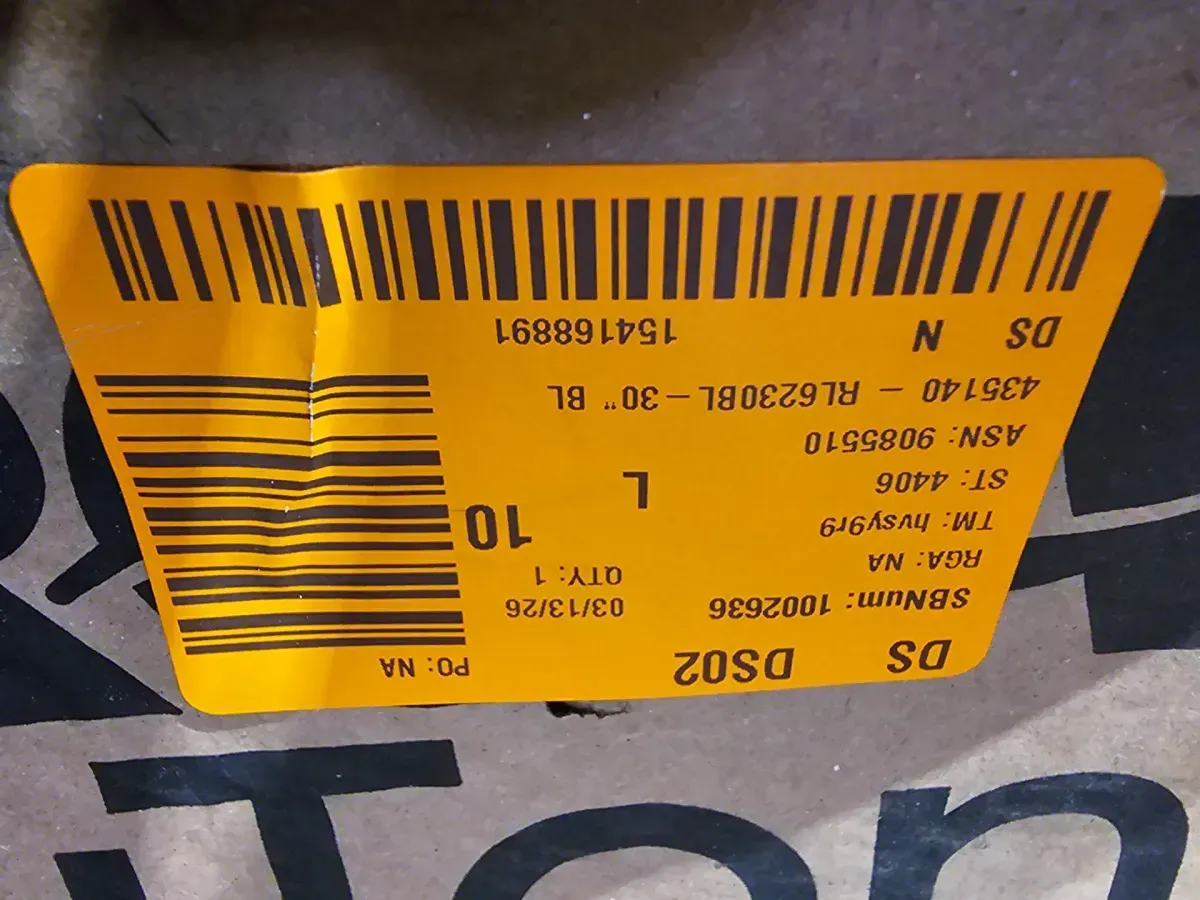 DS DS02 PO: NA
SBNum: 1002636 03/13/26
RGA: NA QTY: 1
TM: hvsy9r9 10
ST: 4406 L
ASN: 9085510
435140 - RL6230BL-30" BL
DS N 154168891
Ton